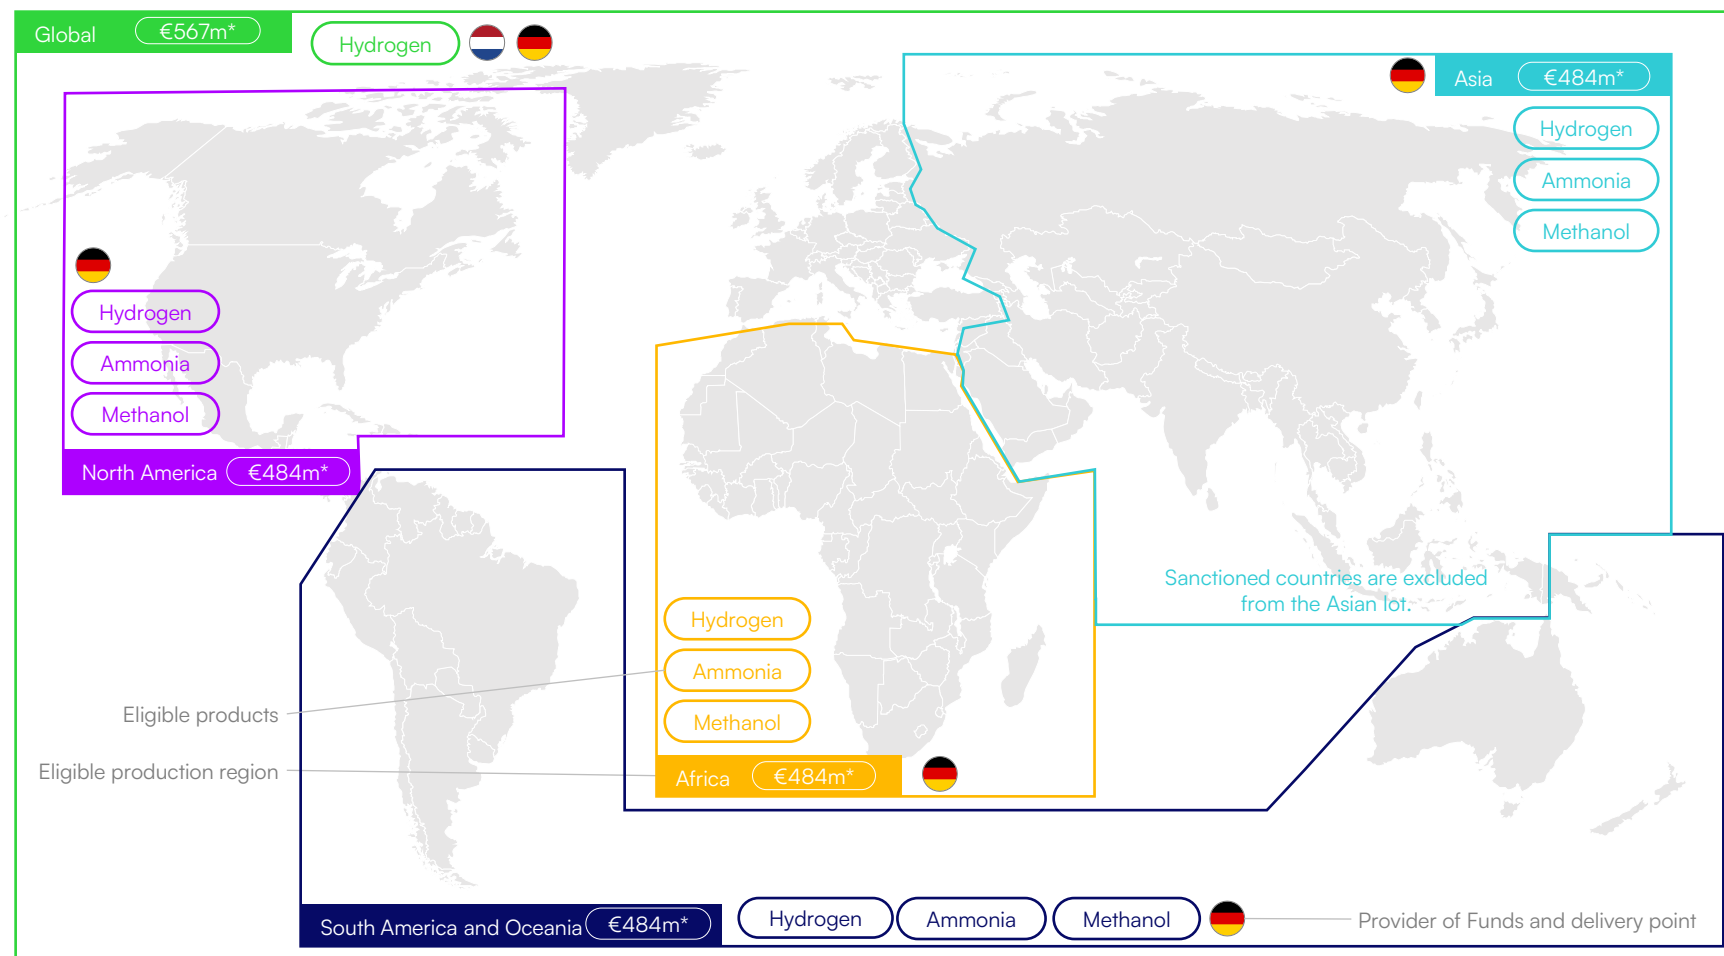 Global €567m*
Hydrogen
Asia €484m*
Hydrogen
Ammonia
Methanol
Hydrogen
Ammonia
Methanol
North America €484m*
Sanctioned countries are excluded
from the Asian lot.
Hydrogen
Ammonia
Methanol
Africa €484m*
Eligible products
Eligible production region
South America and Oceania €484m*
Hydrogen
Ammonia
Methanol
Provider of Funds and delivery point